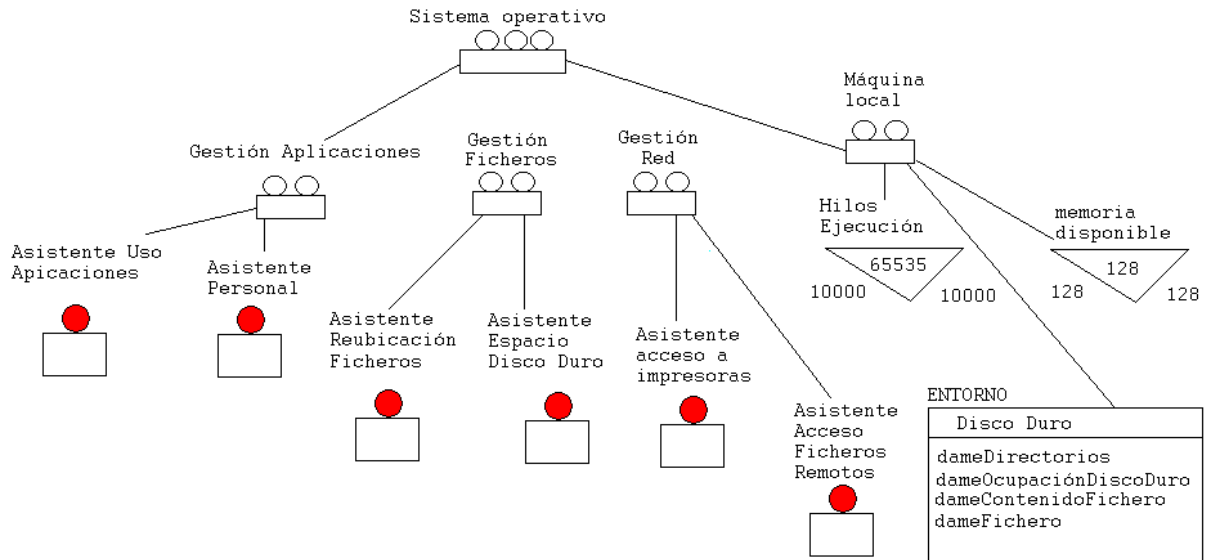 Sistema operativo
Máquina
local
Gestión Aplicaciones
Gestión
Ficheros
Gestión
Red
Hilos
Ejecución
65535
10000
10000
memoria
disponible
128
128
128
Asistente Uso
Apicaciones
Asistente
Personal
Asistente
Reubicación
Ficheros
Asistente
Espacio
Disco Duro
Asistente
acceso a
impresoras
Asistente
Acceso
Ficheros
Remotos
ENTORNO
Disco Duro
dameDirectorios
dameOcupaciónDiscoDuro
dameContenidoFichero
dameFichero